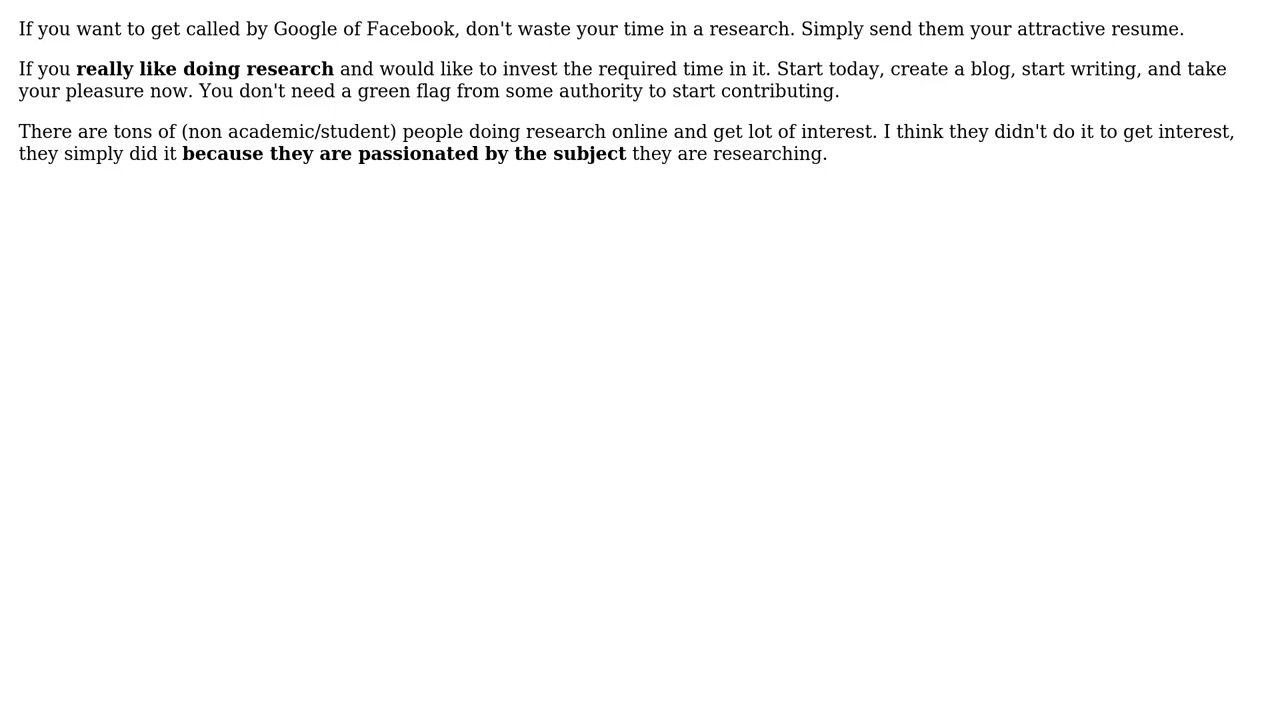 If you want to get called by Google of Facebook, don't waste your time in a research. Simply send them your attractive resume.
If you really like doing research and would like to invest the required time in it. Start today, create a blog, start writing, and take
your pleasure now. You don't need a green flag from some authority to start contributing.
There are tons of (non academic/student) people doing research online and get lot of interest. I think they didn't do it to get interest,
they simply did it because they are passionated by the subject they are researching.